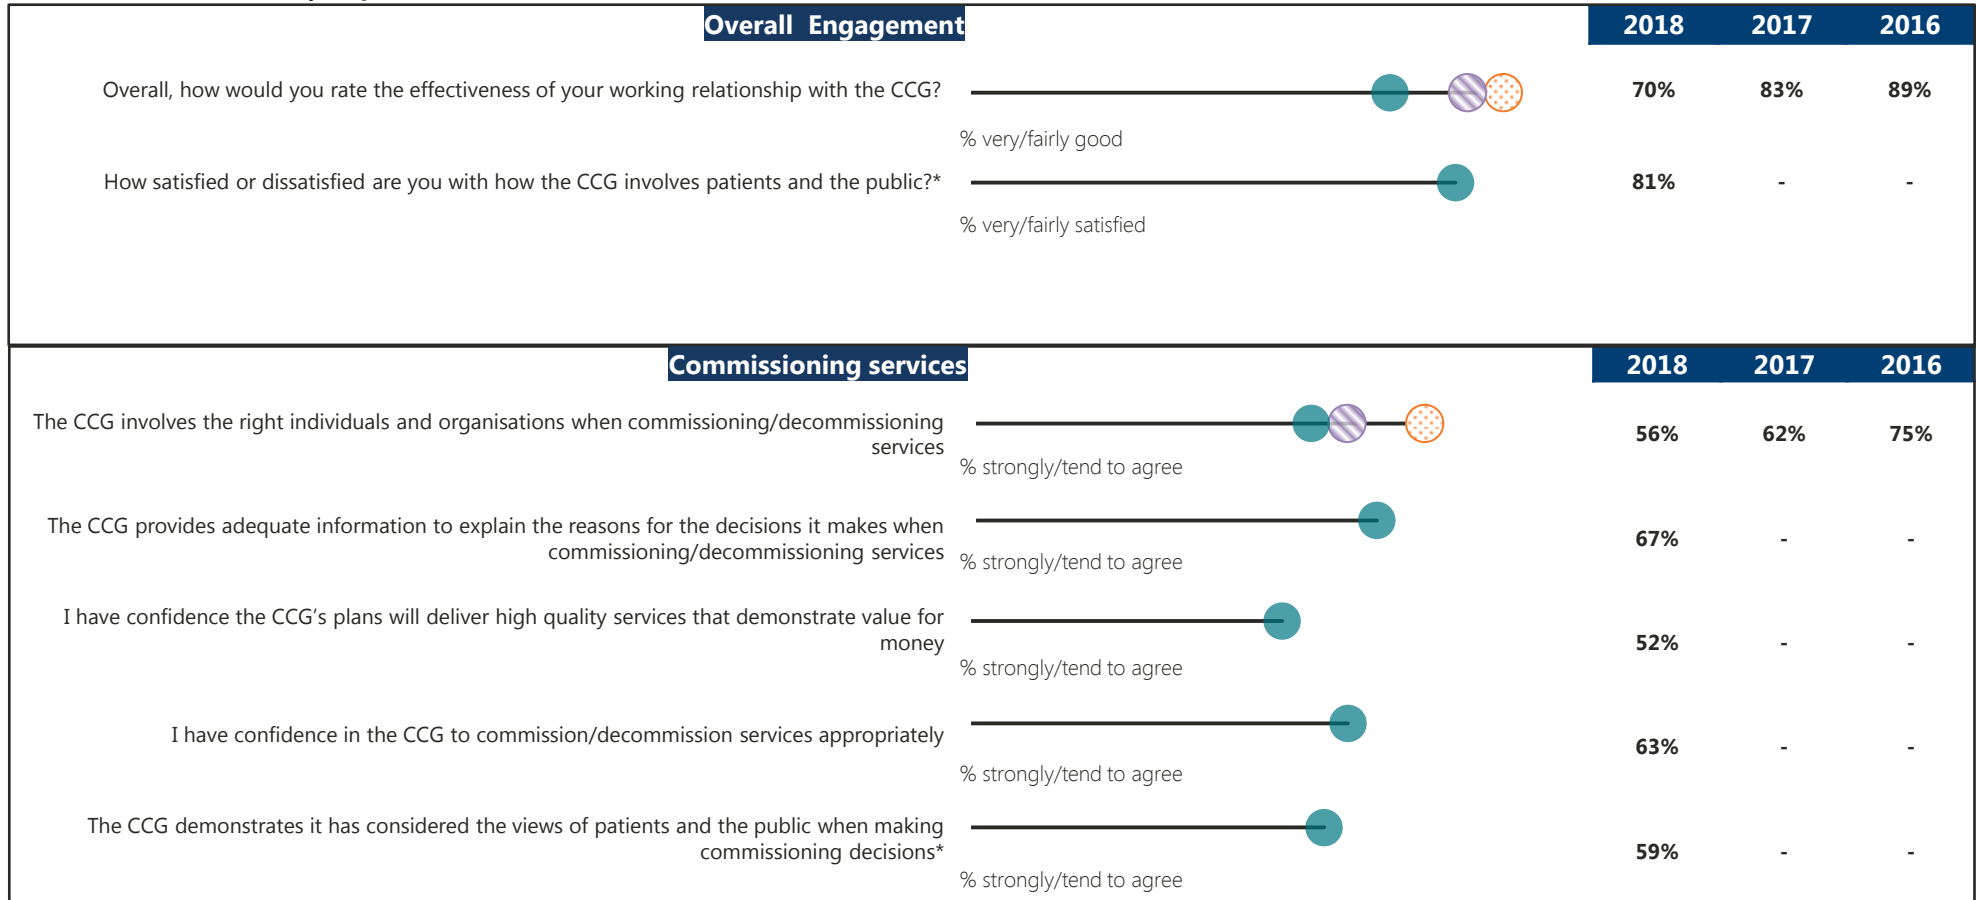 Overall Engagement 2018 2017 2016
Overall, how would you rate the effectiveness of your working relationship with the CCG? 70% 83% 89%
% very/fairly good
How satisfied or dissatisfied are you with how the CCG involves patients and the public?* 81% - -
% very/fairly satisfied
Commissioning services 2018 2017 2016
The CCG involves the right individuals and organisations when commissioning/decommissioning
services
56% 62% 75%
% strongly/tend to agree
The CCG provides adequate information to explain the reasons for the decisions it makes when
commissioning/decommissioning services
67% - -
% strongly/tend to agree
I have confidence the CCG’s plans will deliver high quality services that demonstrate value for
money
52% - -
% strongly/tend to agree
I have confidence in the CCG to commission/decommission services appropriately
63% - -
% strongly/tend to agree
The CCG demonstrates it has considered the views of patients and the public when making
commissioning decisions*
59% - -
% strongly/tend to agree